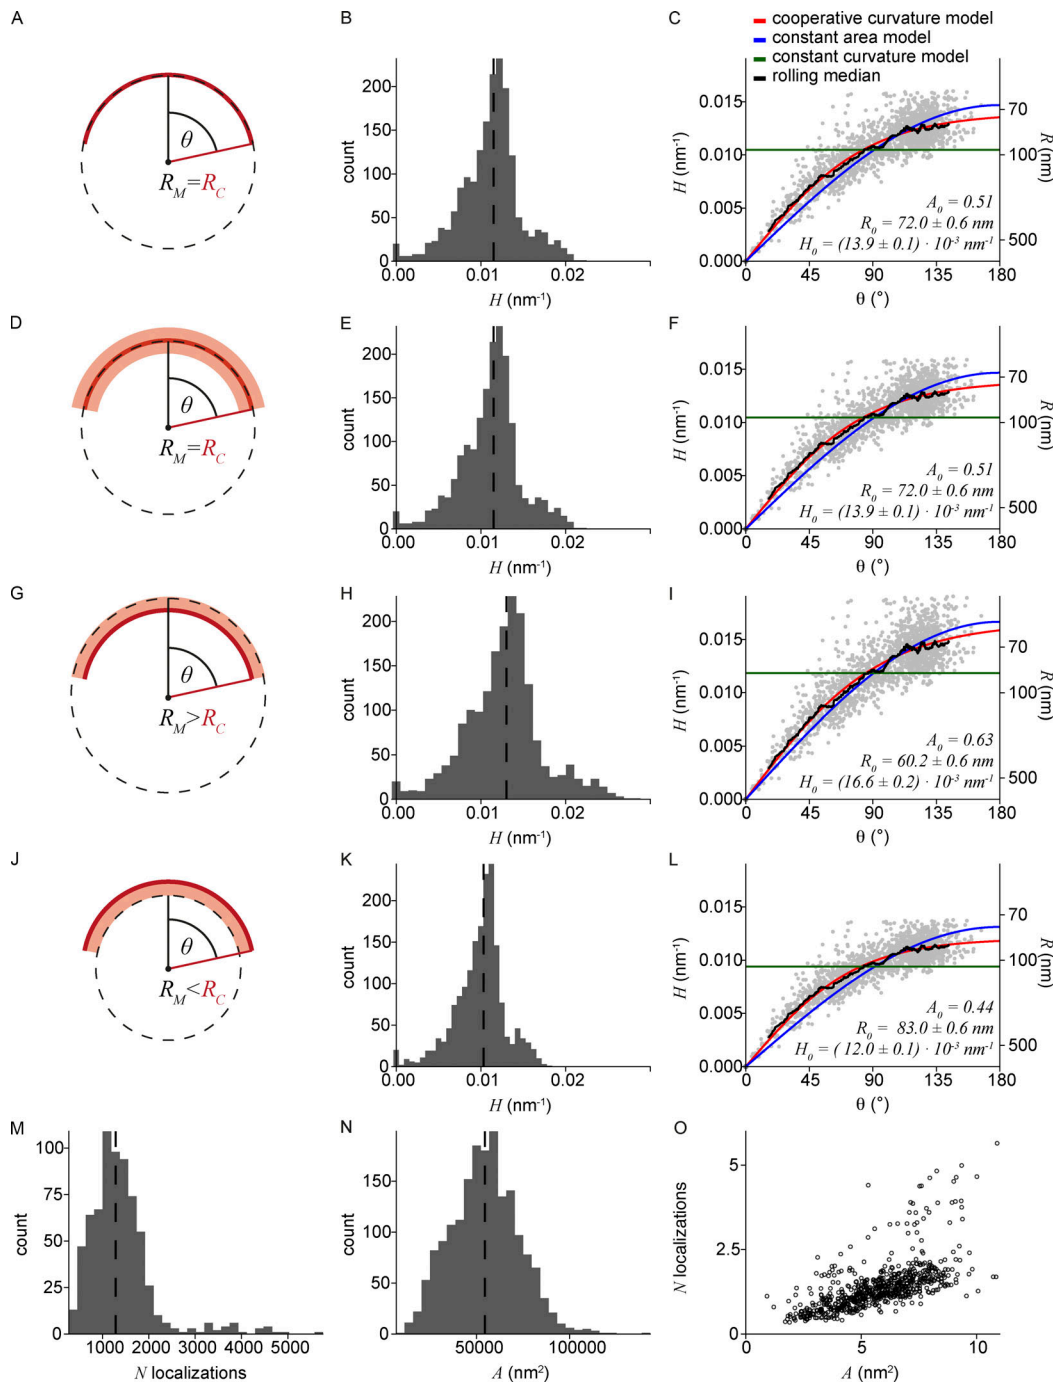 A
θ
R_M=R_C
B
count
200
150
100
50
0
0.00
0.01
0.02
H (nm⁻¹)
C
cooperative curvature model
constant area model
constant curvature model
rolling median
H (nm⁻¹)
0.015
0.010
0.005
0.000
0
45
90
135
180
θ (°)
70
100
500
R (nm)
A₀ = 0.51
R₀ = 72.0 ± 0.6 nm
H₀ = (13.9 ± 0.1) · 10⁻³ nm⁻¹
D
θ
R_M=R_C
E
count
200
150
100
50
0
0.00
0.01
0.02
H (nm⁻¹)
F
H (nm⁻¹)
0.015
0.010
0.005
0.000
0
45
90
135
180
θ (°)
70
100
500
R (nm)
A₀ = 0.51
R₀ = 72.0 ± 0.6 nm
H₀ = (13.9 ± 0.1) · 10⁻³ nm⁻¹
G
θ
R_M>R_C
H
count
200
150
100
50
0
0.00
0.01
0.02
H (nm⁻¹)
I
H (nm⁻¹)
0.015
0.010
0.005
0.000
0
45
90
135
180
θ (°)
70
100
500
R (nm)
A₀ = 0.63
R₀ = 60.2 ± 0.6 nm
H₀ = (16.6 ± 0.2) · 10⁻³ nm⁻¹
J
θ
R_M<R_C
K
count
200
150
100
50
0
0.00
0.01
0.02
H (nm⁻¹)
L
H (nm⁻¹)
0.015
0.010
0.005
0.000
0
45
90
135
180
θ (°)
70
100
500
R (nm)
A₀ = 0.44
R₀ = 83.0 ± 0.6 nm
H₀ = ( 12.0 ± 0.1) · 10⁻³ nm⁻¹
M
count
100
75
50
25
0
1000
2000
3000
4000
5000
N localizations
N
count
150
100
50
0
50000
100000
A (nm²)
O
N localizations
5
2.5
0
0
5
10
A (nm²)